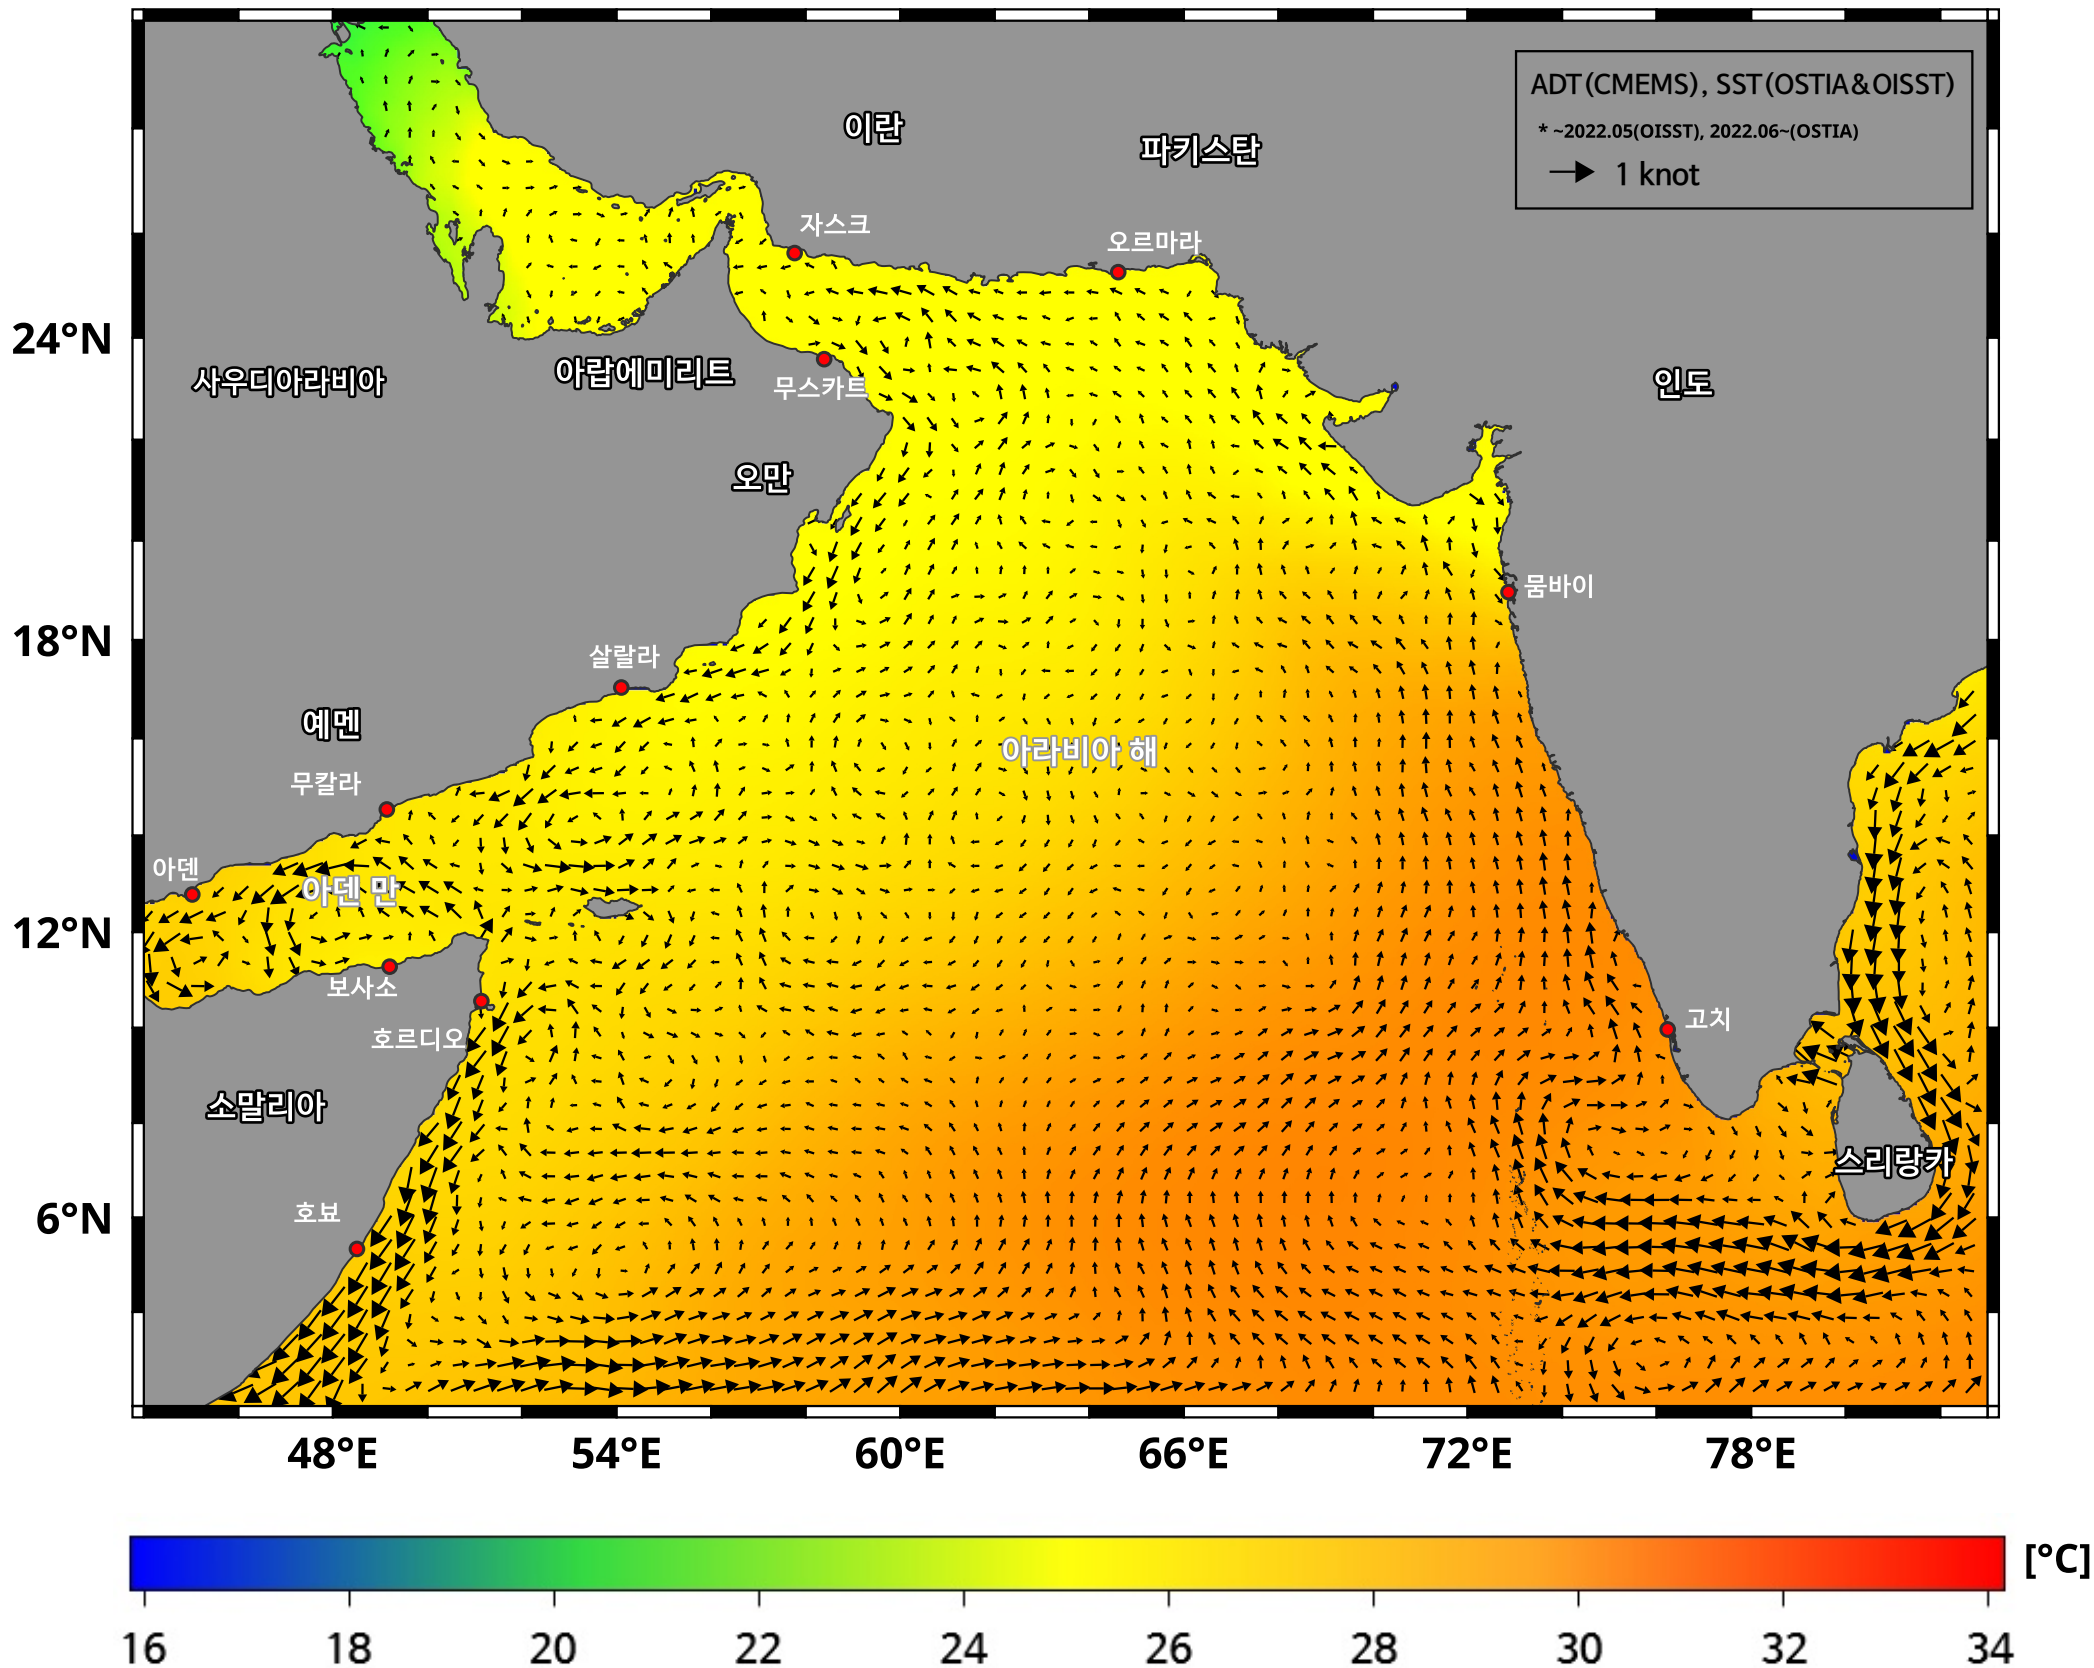 ADT(CMEMS), SST(OSTIA&OISST)
* ~2022.05(OISST), 2022.06~(OSTIA)
1 knot
이란
파키스탄
자스크
오르마라
24°N
사우디아라비아
아랍에미리트
무스카트
인도
오만
뭄바이
18°N
살랄라
예멘
아라비아 해
무칼라
아덴
아덴 만
12°N
보사소
고치
호르디오
소말리아
스리랑카
호뵤
6°N
48°E 54°E 60°E 66°E 72°E 78°E
[°C]
16 18 20 22 24 26 28 30 32 34